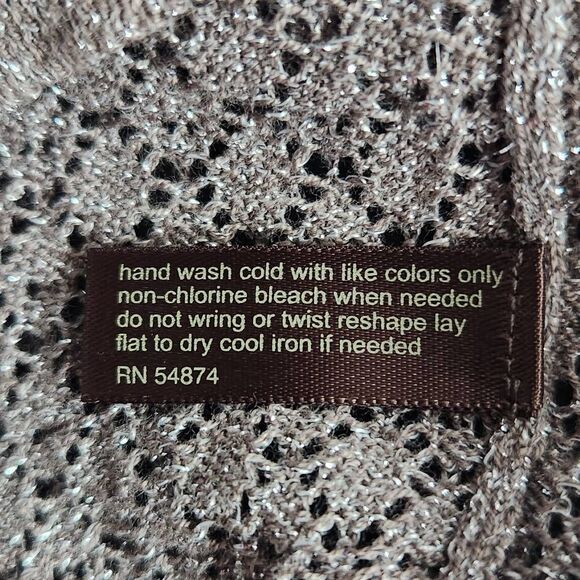 hand wash cold with like colors only
non-chlorine bleach when needed
do not wring or twist reshape lay
flat to dry cool iron if needed
RN 54874